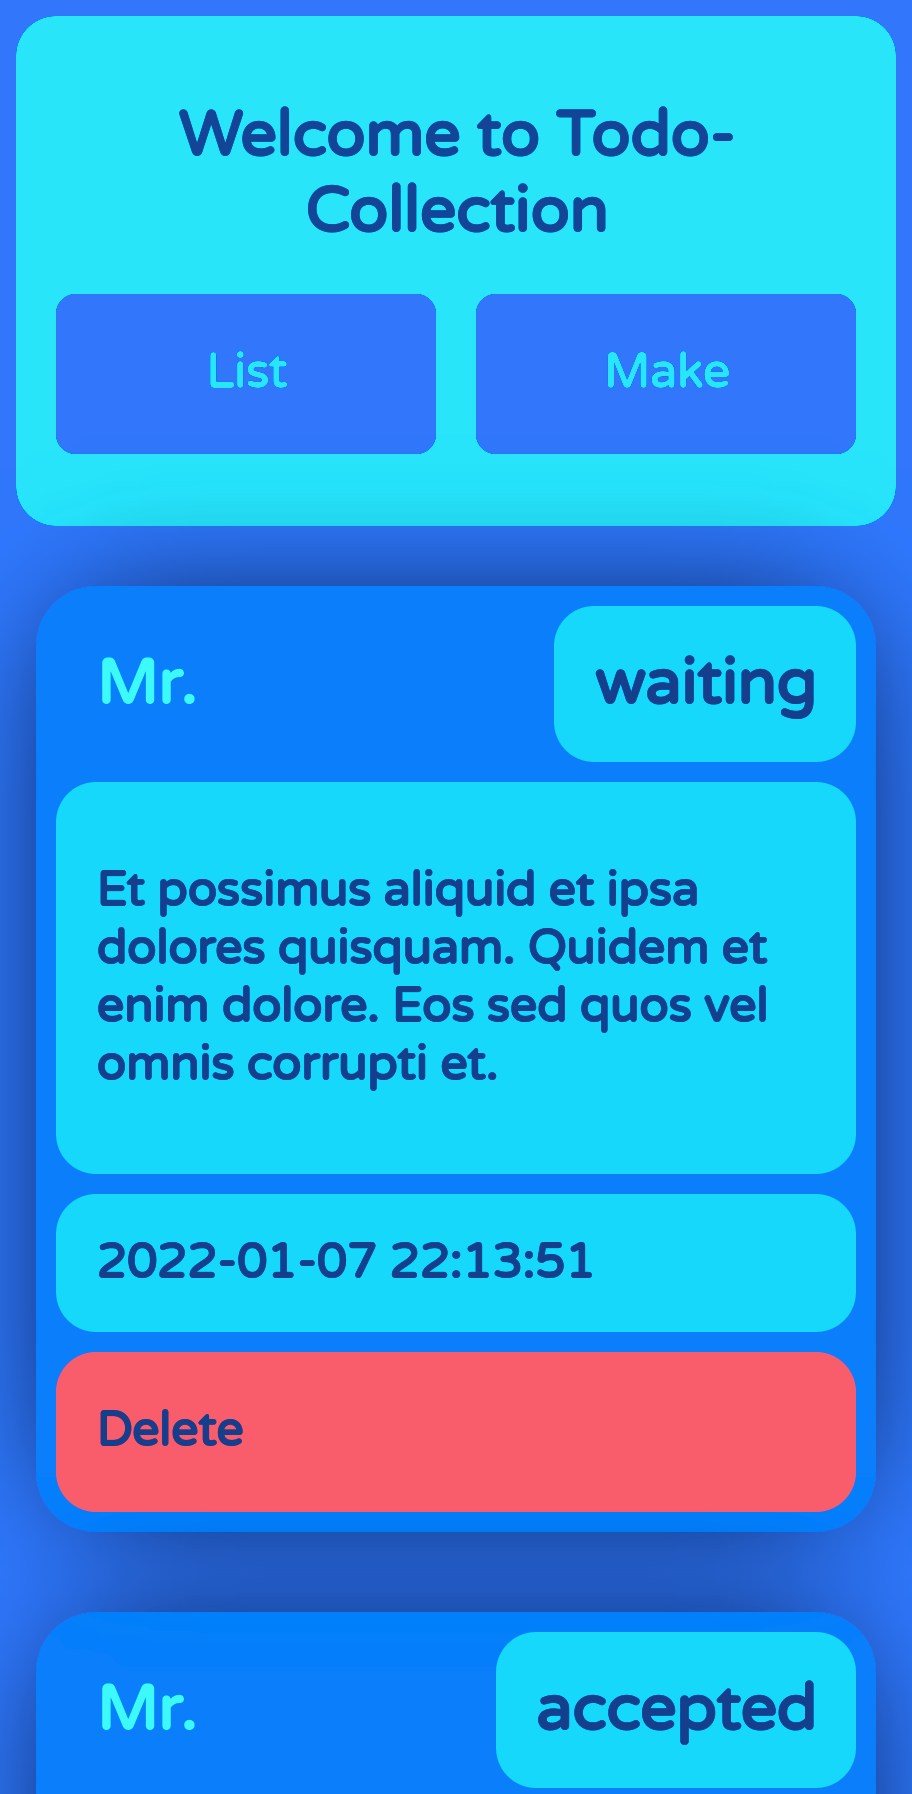 Welcome to Todo-
Collection
List
Make
Mr.
waiting
Et possimus aliquid et ipsa
dolores quisquam. Quidem et
enim dolore. Eos sed quos vel
omnis corrupti et.
2022-01-07 22:13:51
Delete
Mr.
accepted